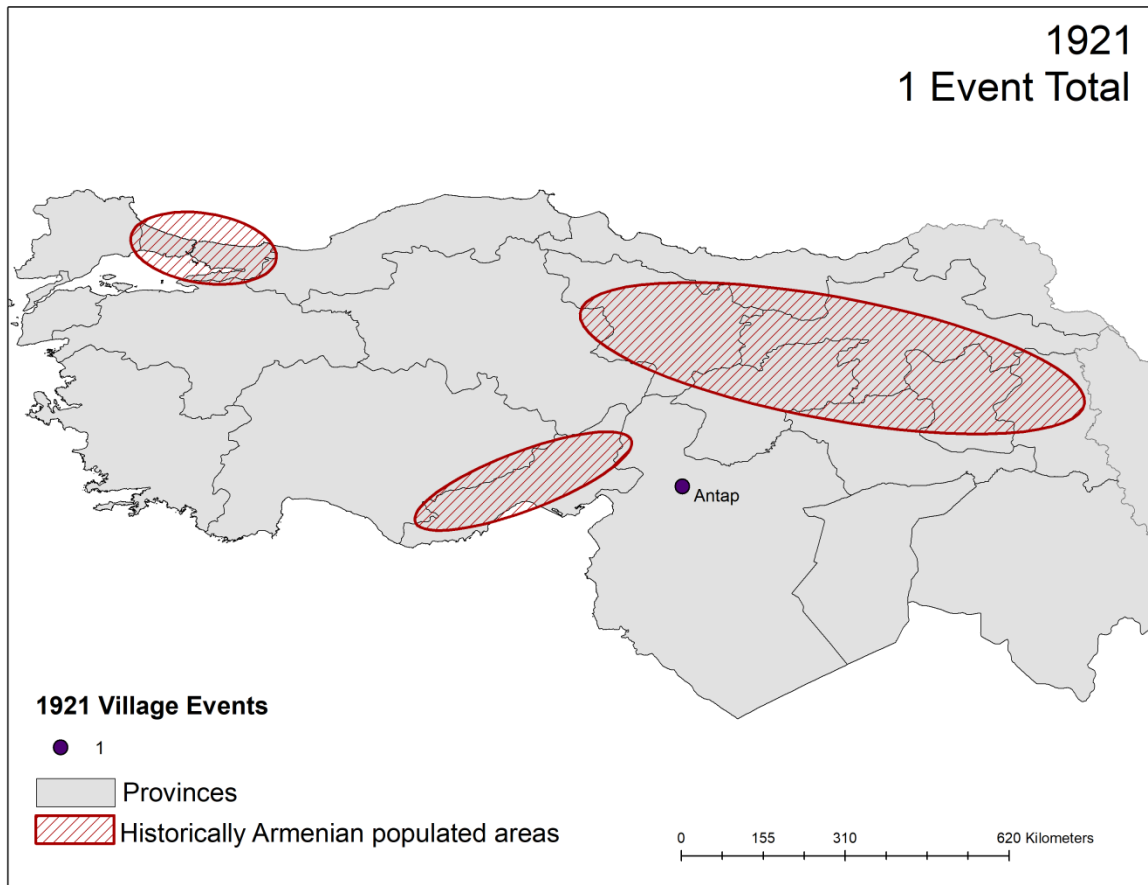 1921
1 Event Total
Antap
1921 Village Events
1
Provinces
Historically Armenian populated areas
0 155 310 620 Kilometers